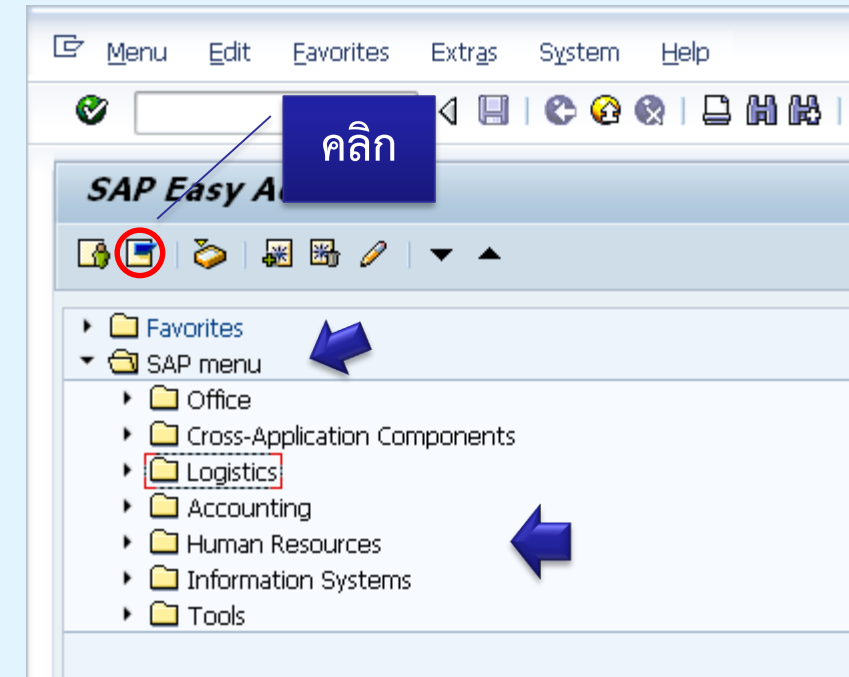 Menu Edit Favorites Extras System Help
คลิก
SAP Easy A
Favorites
SAP menu
Office
Cross-Application Components
Logistics
Accounting
Human Resources
Information Systems
Tools